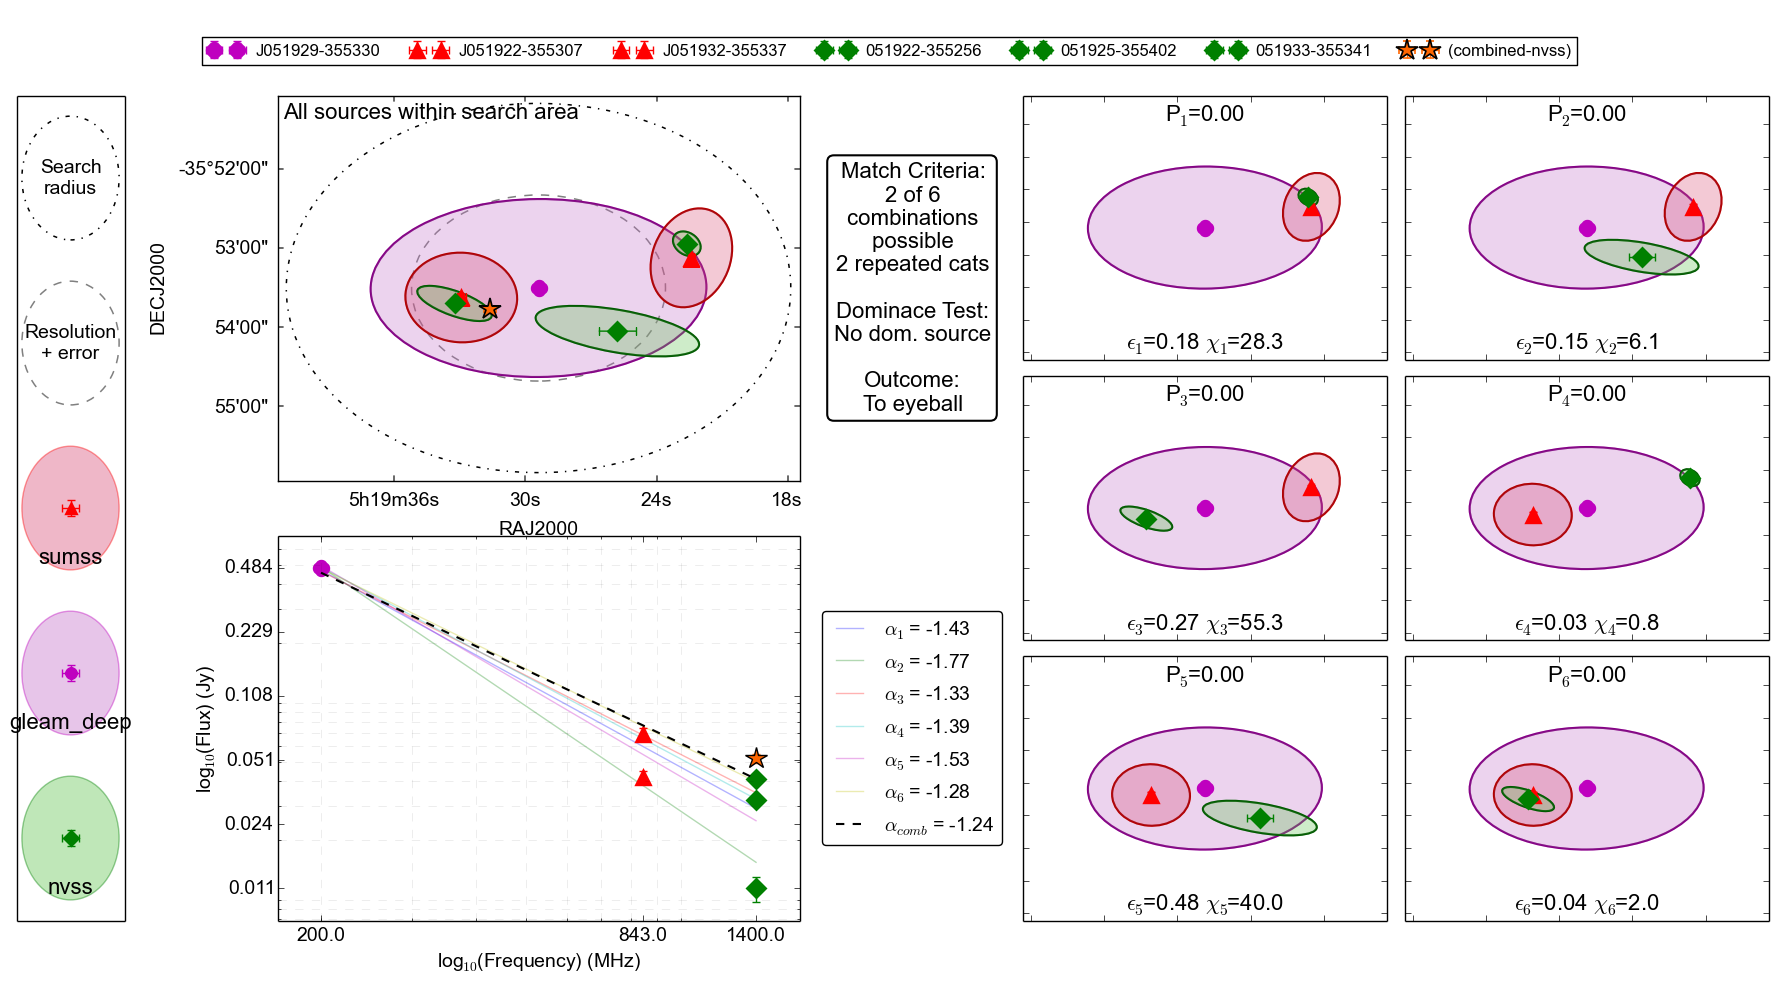 J051929-355330 J051922-355307 J051932-355337 051922-355256 051925-355402 051933-355341 (combined-nvss)
Search
radius
Resolution
+ error
sumss
gleam_deep
nvss
All sources within search area
-35°52'00"
53'00"
54'00"
55'00"
DECJ2000
5h19m36s 30s 24s 18s
RAJ2000
Match Criteria:
2 of 6
combinations
possible
2 repeated cats
Dominace Test:
No dom. source
Outcome:
To eyeball
0.484
0.229
0.108
0.051
0.024
0.011
log10(Flux) (Jy)
200.0 843.0 1400.0
log10(Frequency) (MHz)
α1 = -1.43
α2 = -1.77
α3 = -1.33
α4 = -1.39
α5 = -1.53
α6 = -1.28
αcomb = -1.24
P1=0.00
ϵ1=0.18 χ1=28.3
P2=0.00
ϵ2=0.15 χ2=6.1
P3=0.00
ϵ3=0.27 χ3=55.3
P4=0.00
ϵ4=0.03 χ4=0.8
P5=0.00
ϵ5=0.48 χ5=40.0
P6=0.00
ϵ6=0.04 χ6=2.0